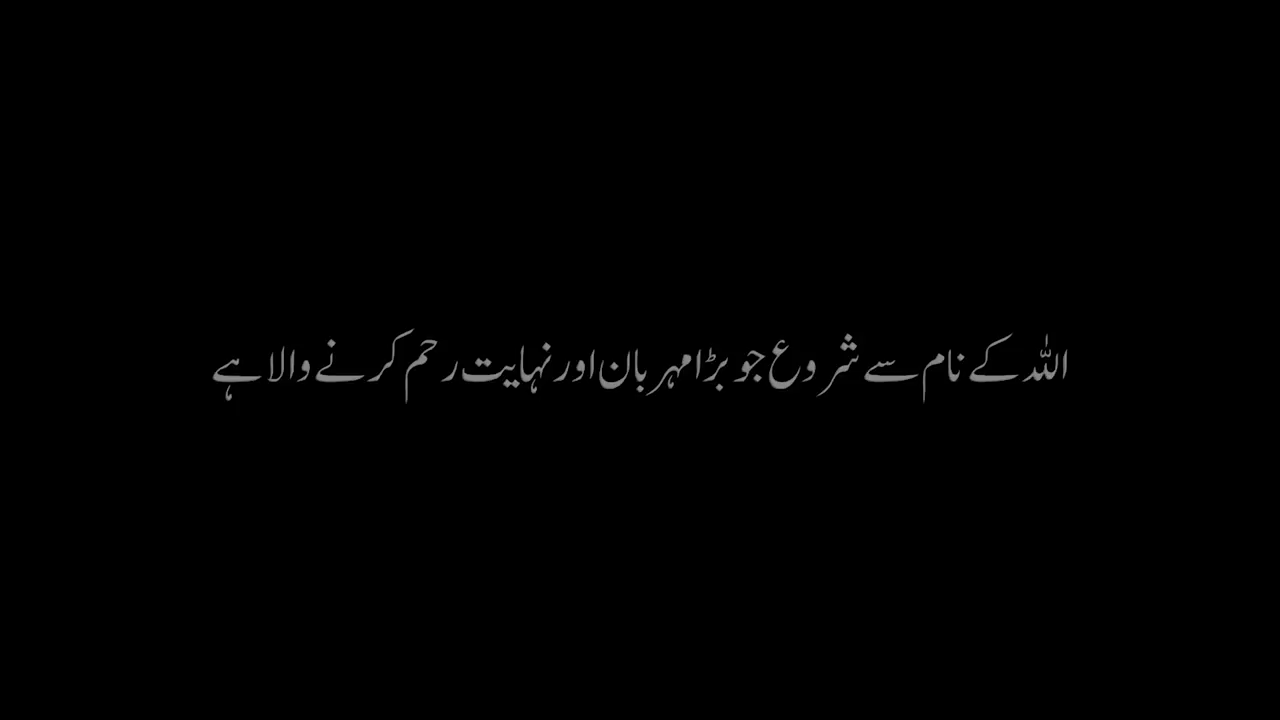 اللہ کے نام سے شروع جو بڑا مہربان اور نہایت رحم کرنے والا ہے